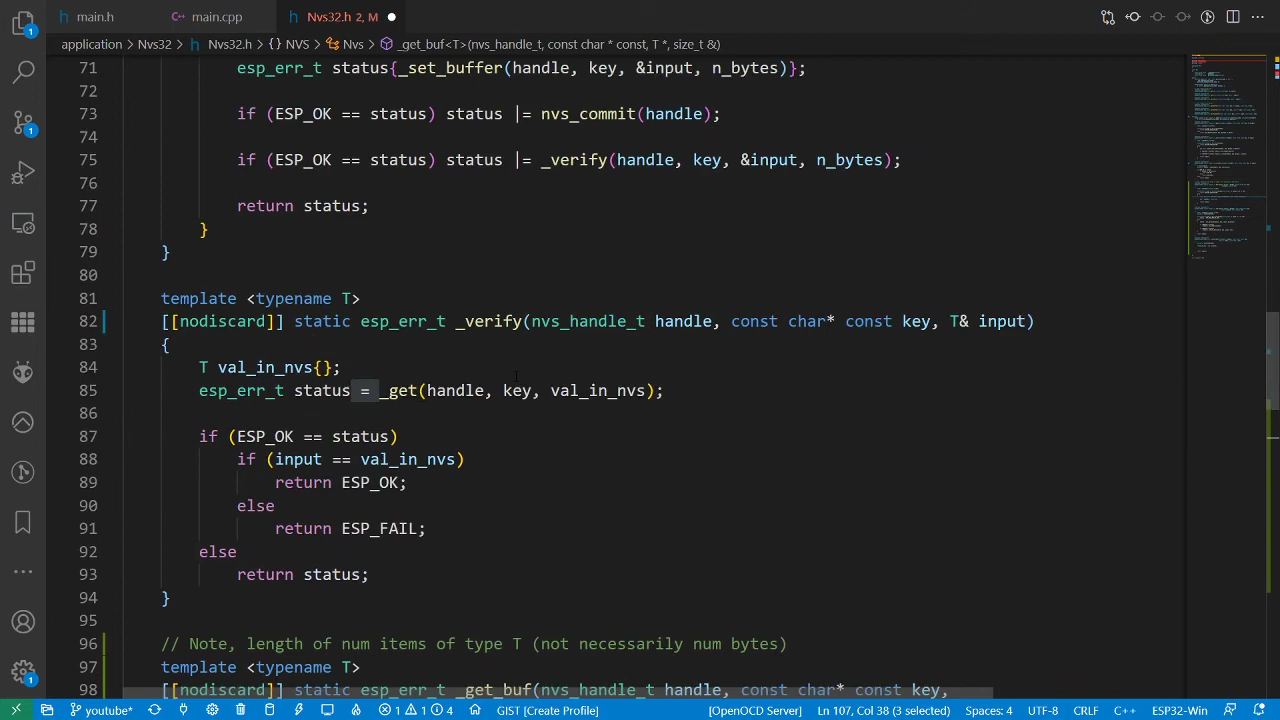 main.h main.cpp Nvs32.h 2, M
application > Nvs32 > Nvs32.h > {} NVS > Nvs > _get_buf<T>(nvs_handle_t, const char * const, T *, size_t &)
71 esp_err_t status{_set_buffer(handle, key, &input, n_bytes)};
72
73 if (ESP_OK == status) status |= nvs_commit(handle);
74
75 if (ESP_OK == status) status |= _verify(handle, key, &input, n_bytes);
76
77 return status;
78 }
79 }
80
81 template <typename T>
82 [[nodiscard]] static esp_err_t _verify(nvs_handle_t handle, const char* const key, T& input)
83 {
84 T val_in_nvs{};
85 esp_err_t status = _get(handle, key, val_in_nvs);
86
87 if (ESP_OK == status)
88 if (input == val_in_nvs)
89 return ESP_OK;
90 else
91 return ESP_FAIL;
92 else
93 return status;
94 }
95
96 // Note, length of num items of type T (not necessarily num bytes)
97 template <typename T>
98 [[nodiscard]] static esp_err_t _get_buf(nvs_handle_t handle, const char* const key,
youtube* 1 1 4 GIST [Create Profile] [OpenOCD Server] Ln 107, Col 38 (3 selected) Spaces: 4 UTF-8 CRLF C++ ESP32-Win